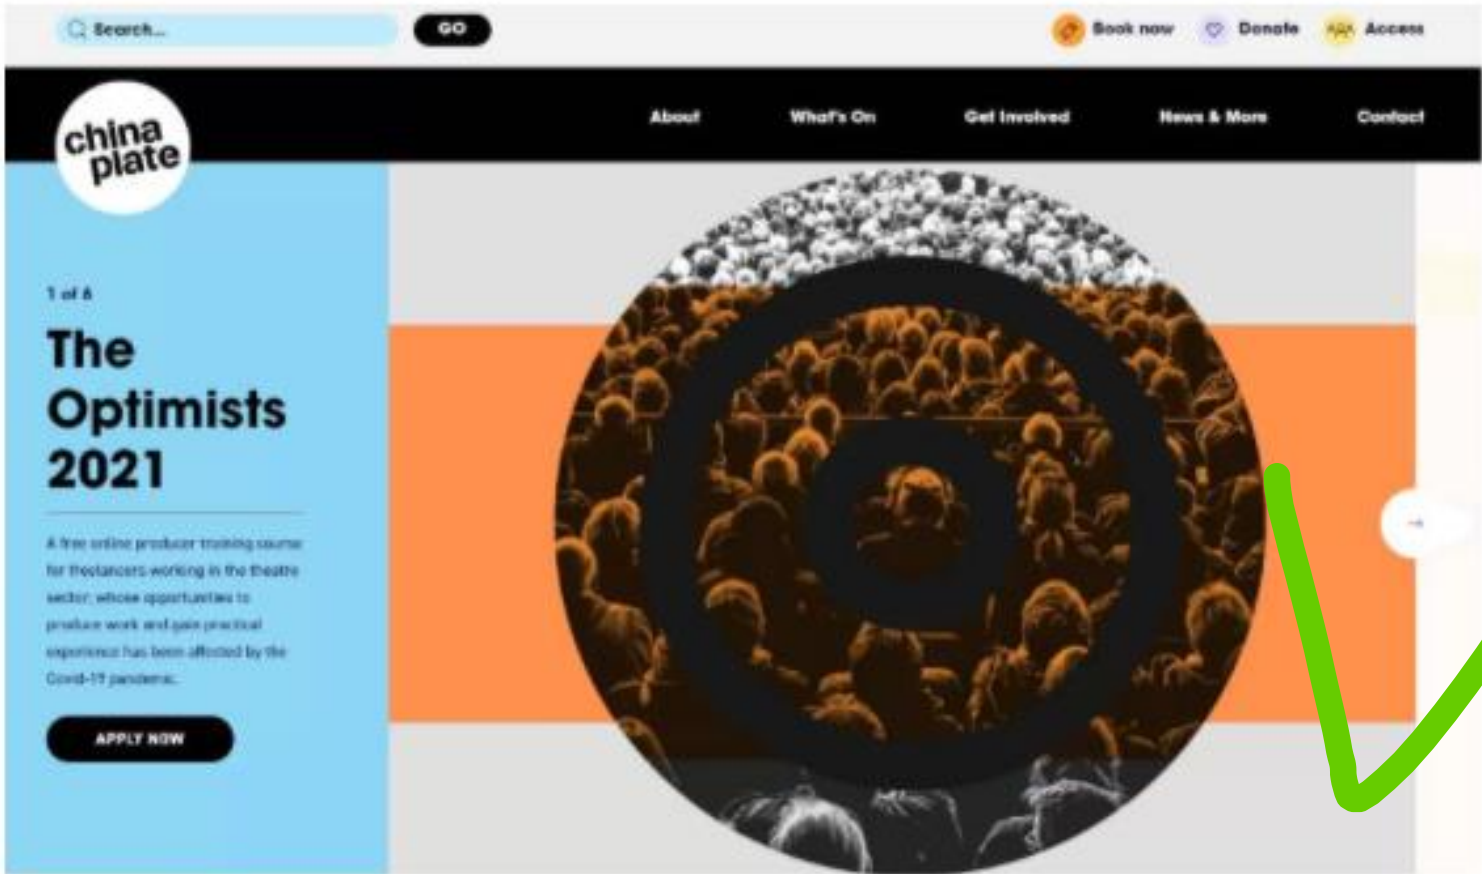 Search...
GO
Book now
Donate
Access
china
plate
About
What's On
Get Involved
News & More
Contact
1 of 6
The
Optimists
2021
A free online producer training course
for freelancers working in the theatre
sector, whose opportunities to
produce work and gain practical
experience has been affected by the
Covid-19 pandemic.
APPLY NOW